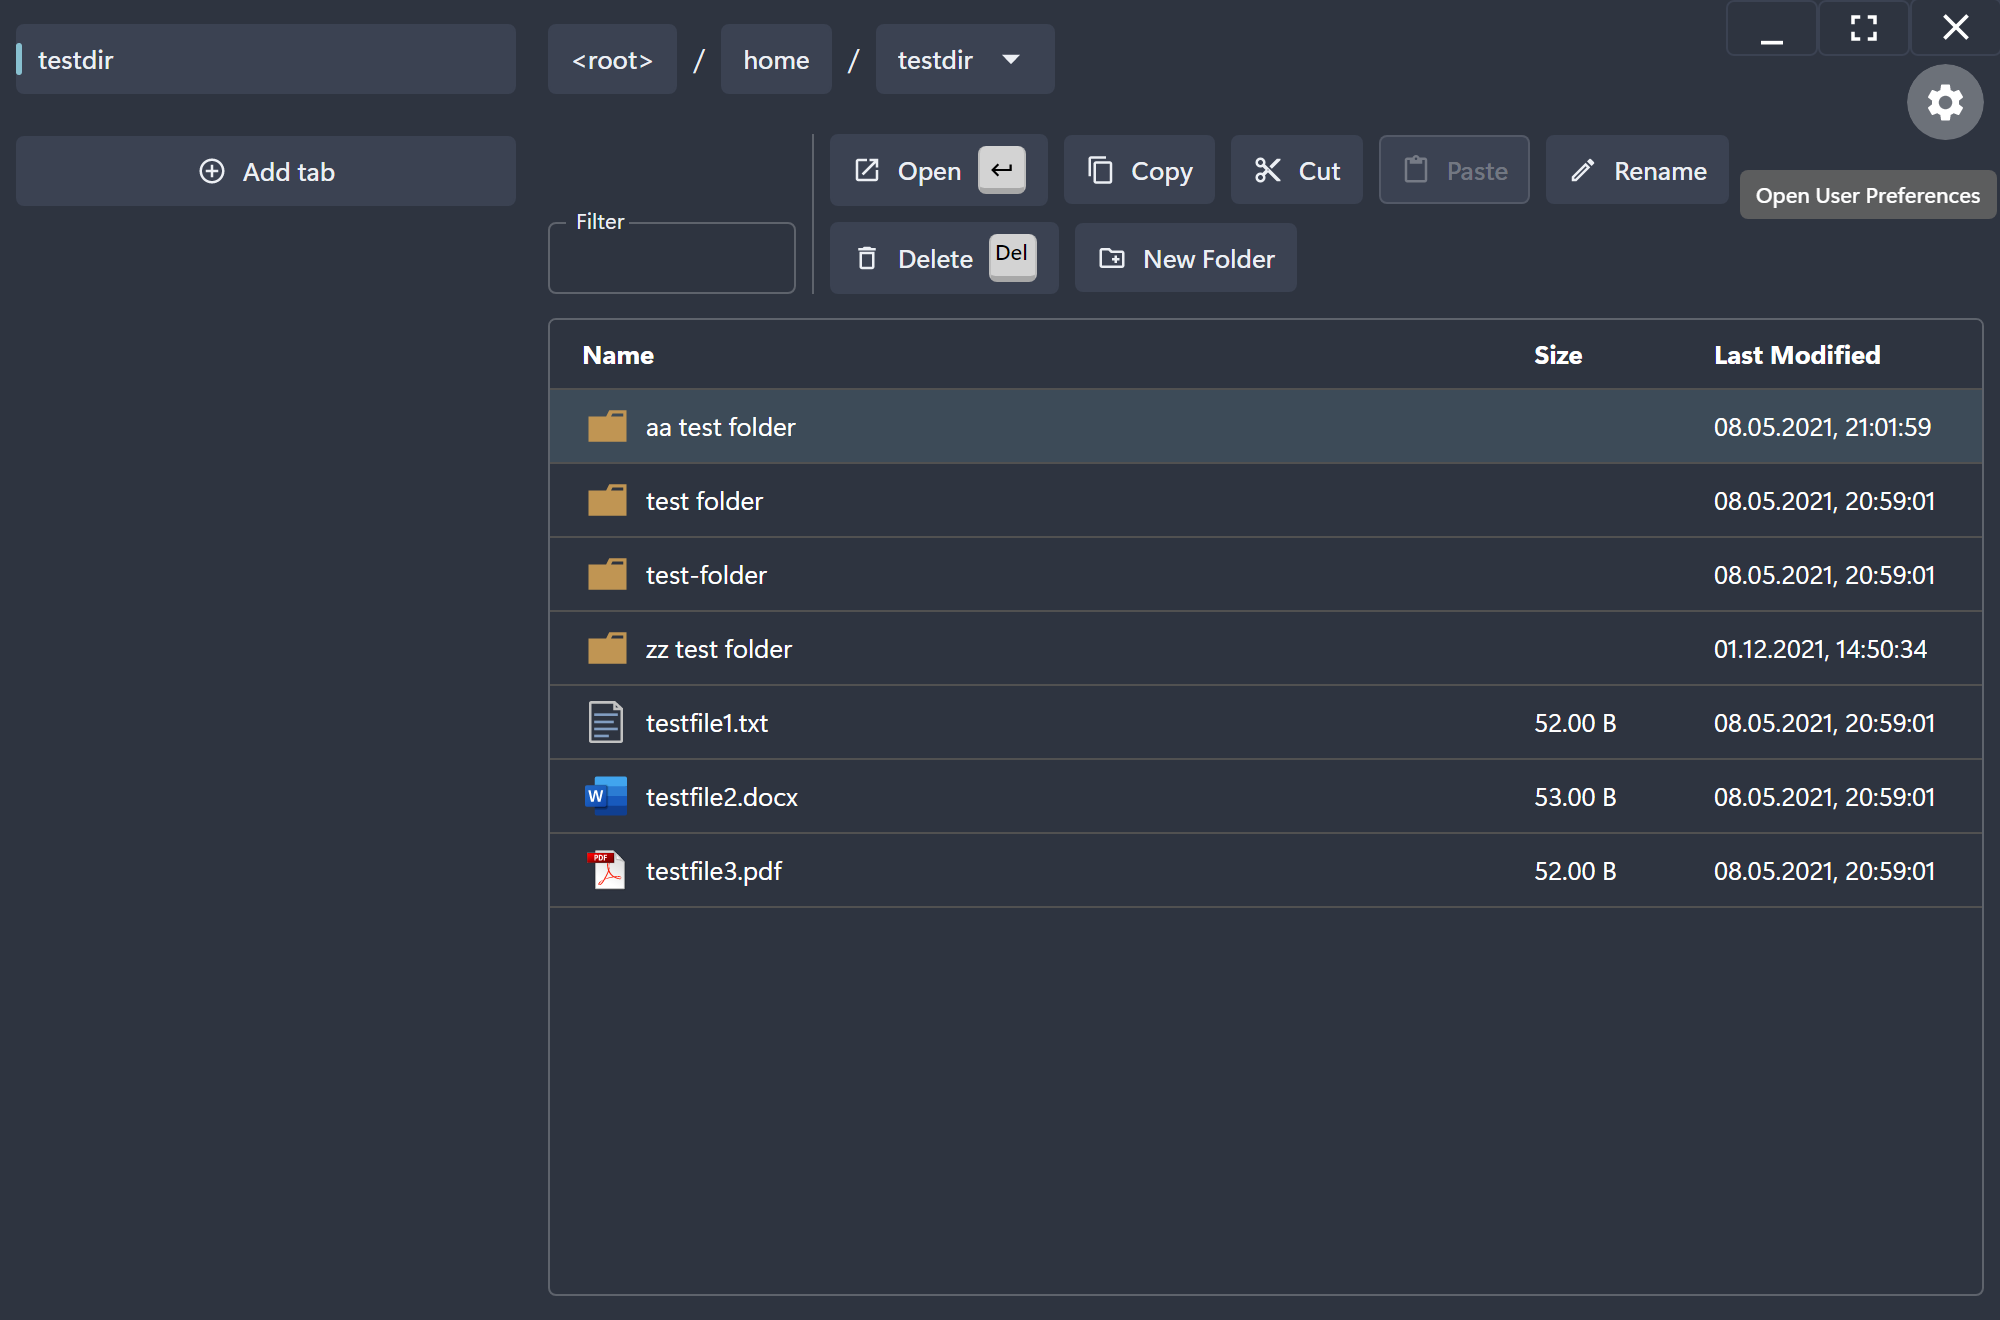 testdir
<root> / home / testdir
Add tab
Open Copy Cut Paste Rename
Open User Preferences
Filter
Delete Del New Folder
Name Size Last Modified
aa test folder 08.05.2021, 21:01:59
test folder 08.05.2021, 20:59:01
test-folder 08.05.2021, 20:59:01
zz test folder 01.12.2021, 14:50:34
testfile1.txt 52.00 B 08.05.2021, 20:59:01
W testfile2.docx 53.00 B 08.05.2021, 20:59:01
PDF testfile3.pdf 52.00 B 08.05.2021, 20:59:01